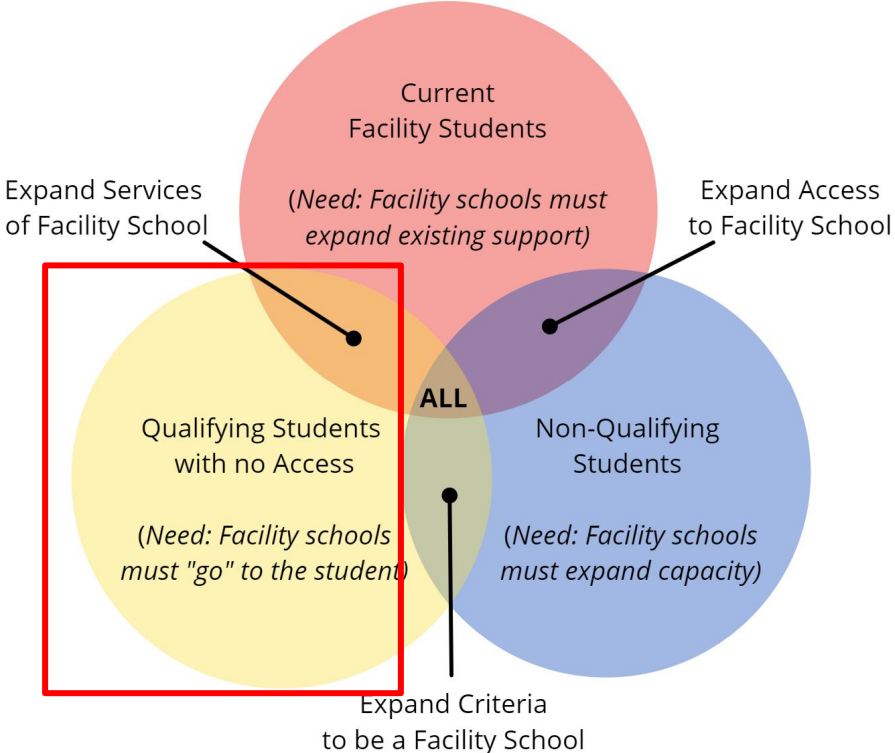 Current
Facility Students
(Need: Facility schools must
expand existing support)
Expand Services
of Facility School
Expand Access
to Facility School
ALL
Qualifying Students
with no Access
(Need: Facility schools
must "go" to the student)
Non-Qualifying
Students
(Need: Facility schools
must expand capacity)
Expand Criteria
to be a Facility School